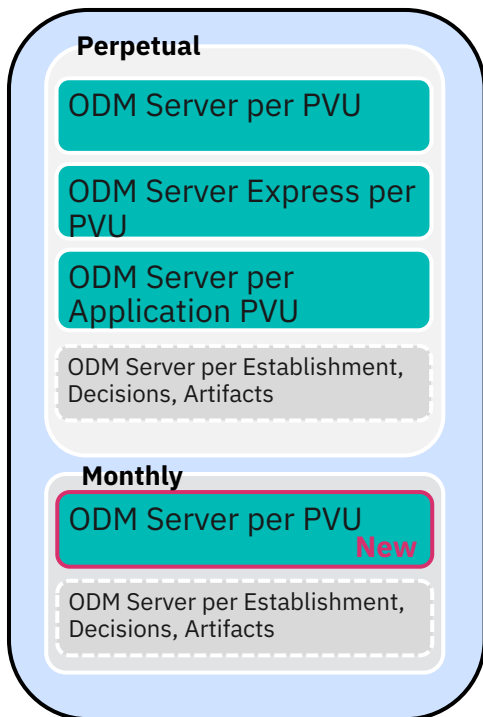 Perpetual
ODM Server per PVU
ODM Server Express per
PVU
ODM Server per
Application PVU
ODM Server per Establishment,
Decisions, Artifacts
Monthly
ODM Server per PVU
New
ODM Server per Establishment,
Decisions, Artifacts